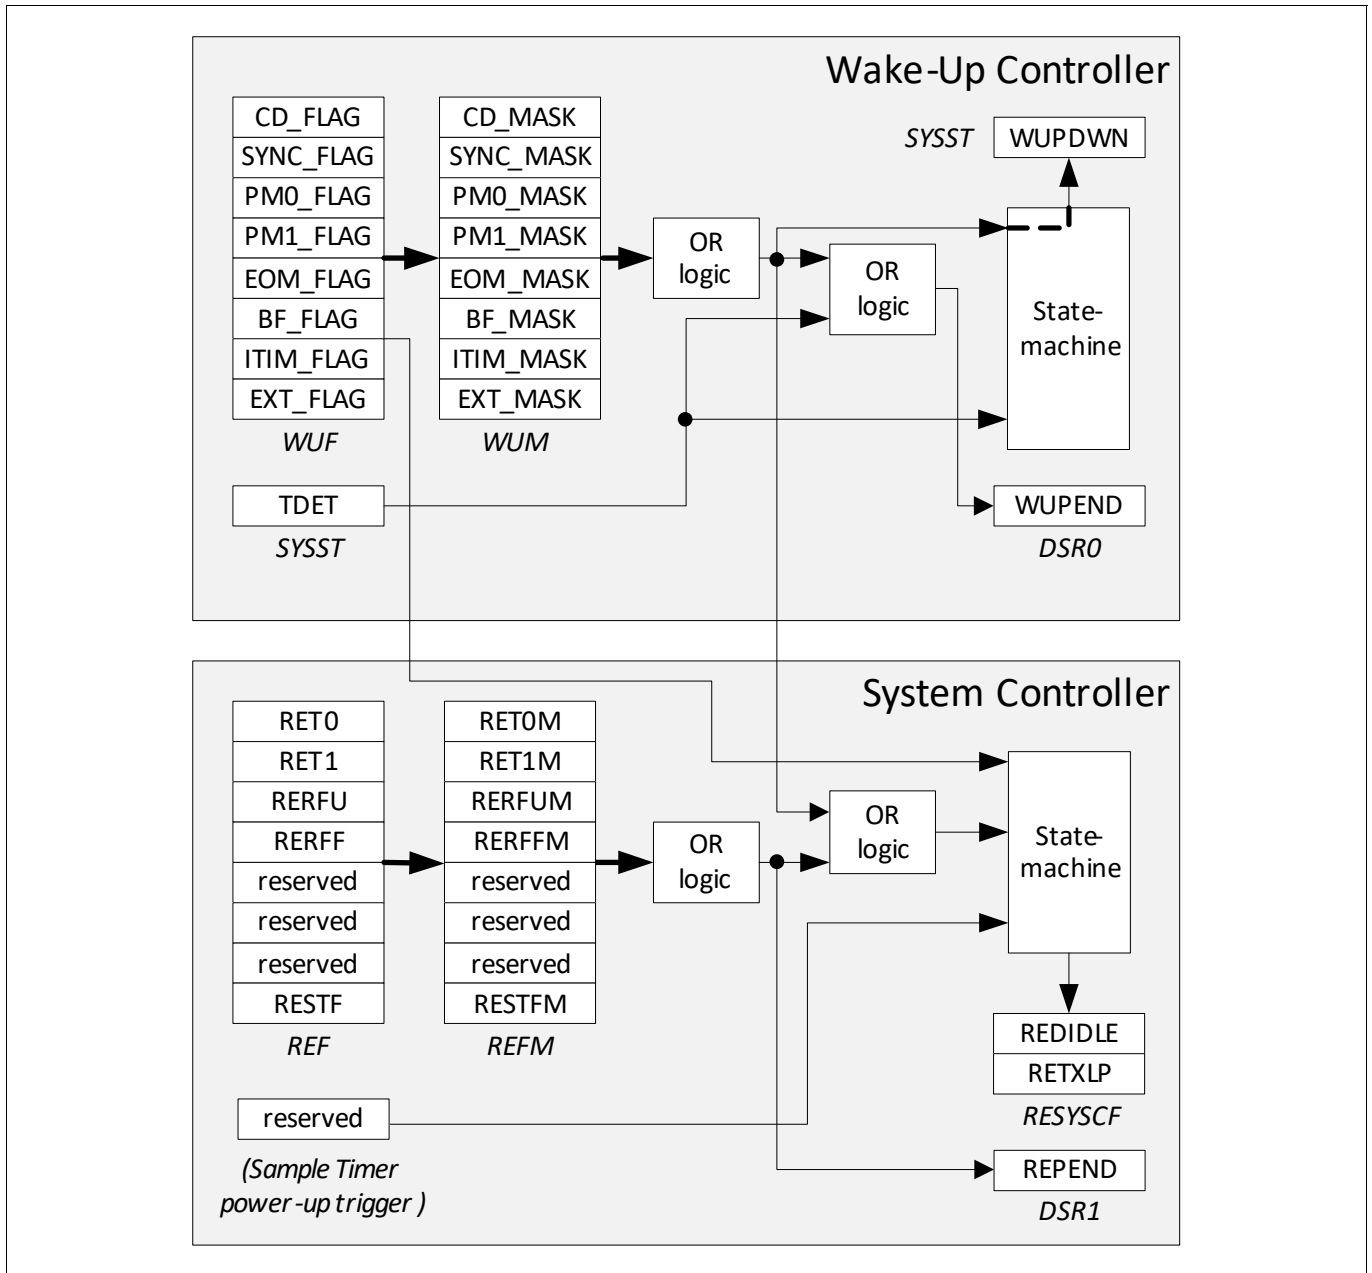 Wake-Up Controller
CD_FLAG
SYNC_FLAG
PM0_FLAG
PM1_FLAG
EOM_FLAG
BF_FLAG
ITIM_FLAG
EXT_FLAG
WUF
CD_MASK
SYNC_MASK
PM0_MASK
PM1_MASK
EOM_MASK
BF_MASK
ITIM_MASK
EXT_MASK
WUM
OR
logic
OR
logic
SYSST
WUPDWN
State-
machine
TDET
SYSST
WUPEND
DSR0
System Controller
RET0
RET1
RERFU
RERFF
reserved
reserved
reserved
RESTF
REF
RET0M
RET1M
RERFUM
RERFFM
reserved
reserved
reserved
RESTFM
REFM
OR
logic
OR
logic
State-
machine
REDIDLE
RETXLP
RESYSCF
reserved
(Sample Timer
power-up trigger )
REPEND
DSR1